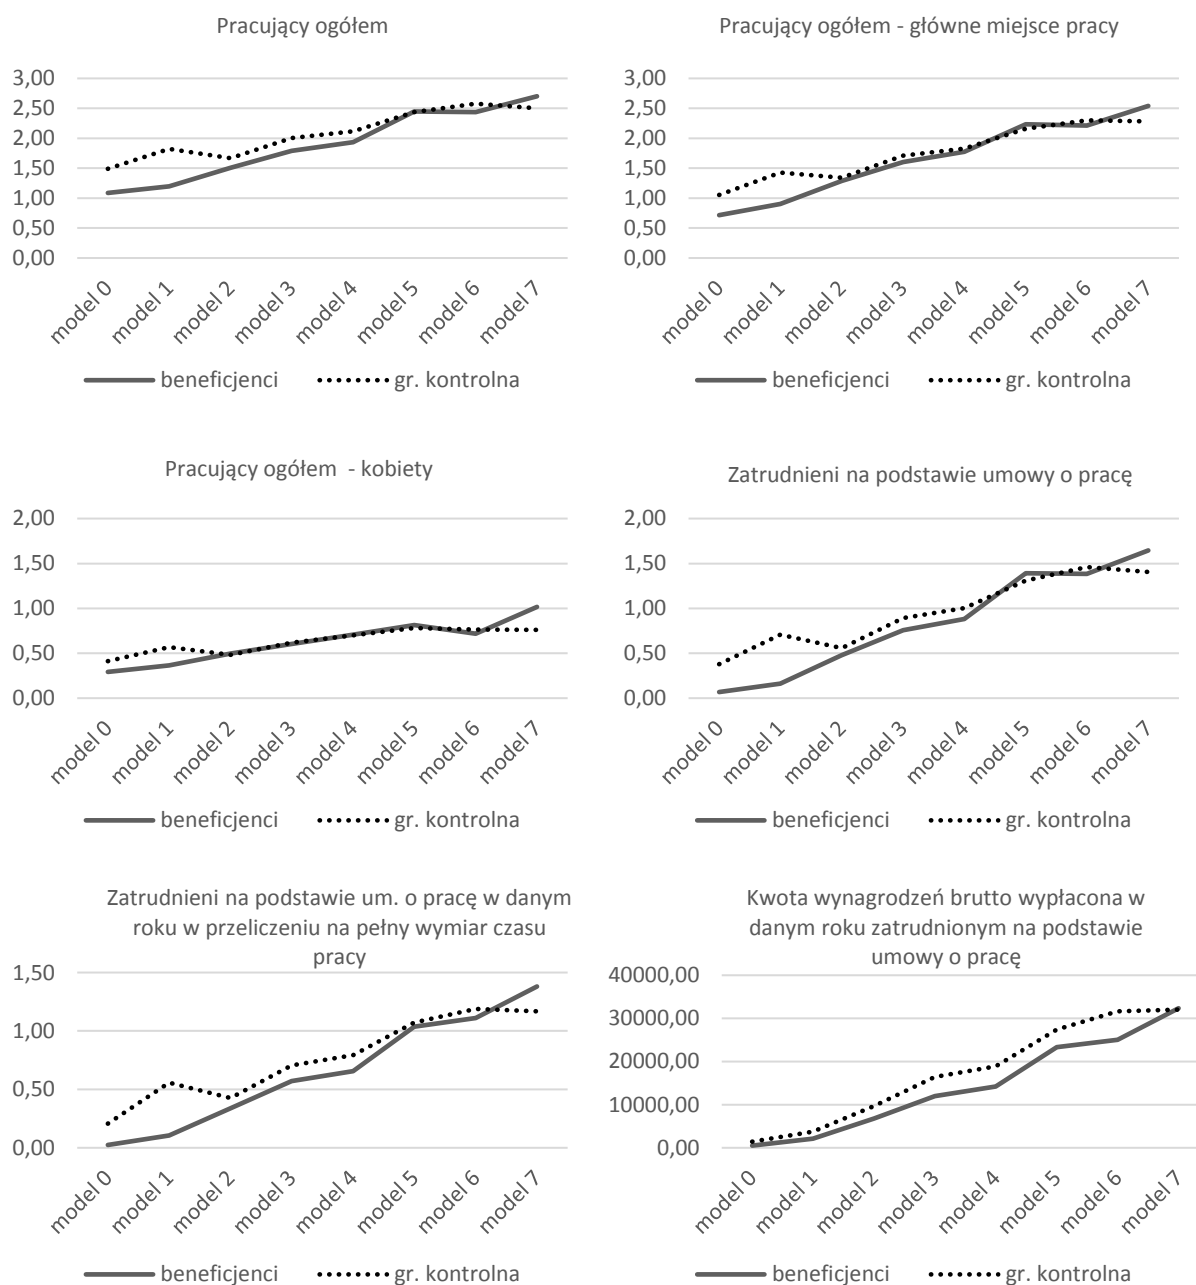 Pracujący ogółem
3,00
2,50
2,00
1,50
1,00
0,50
0,00
model 0
model 1
model 2
model 3
model 4
model 5
model 6
model 7
beneficjenci
gr. kontrolna
Pracujący ogółem - główne miejsce pracy
3,00
2,50
2,00
1,50
1,00
0,50
0,00
model 0
model 1
model 2
model 3
model 4
model 5
model 6
model 7
beneficjenci
gr. kontrolna
Pracujący ogółem - kobiety
2,00
1,50
1,00
0,50
0,00
model 0
model 1
model 2
model 3
model 4
model 5
model 6
model 7
beneficjenci
gr. kontrolna
Zatrudnieni na podstawie umowy o pracę
2,00
1,50
1,00
0,50
0,00
model 0
model 1
model 2
model 3
model 4
model 5
model 6
model 7
beneficjenci
gr. kontrolna
Zatrudnieni na podstawie um. o pracę w danym
roku w przeliczeniu na pełny wymiar czasu
pracy
1,50
1,00
0,50
0,00
model 0
model 1
model 2
model 3
model 4
model 5
model 6
model 7
beneficjenci
gr. kontrolna
Kwota wynagrodzeń brutto wypłacona w
danym roku zatrudnionym na podstawie
umowy o pracę
40000,00
30000,00
20000,00
10000,00
0,00
model 0
model 1
model 2
model 3
model 4
model 5
model 6
model 7
beneficjenci
gr. kontrolna